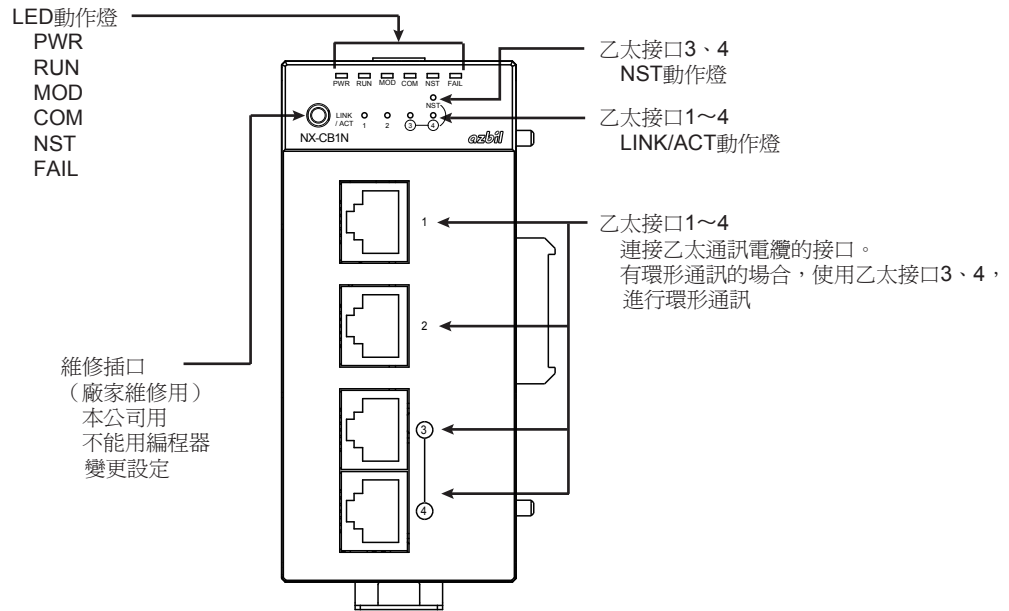 LED動作燈
PWR
RUN
MOD
COM
NST
FAIL
乙太接口3、4
NST動作燈
乙太接口1～4
LINK/ACT動作燈
PWR RUN MOD COM NST FAIL
NST
LINK
/ ACT
1 2 3 4
NX-CB1N
azbil
1
2
3
4
乙太接口1～4
連接乙太通訊電纜的接口。
有環形通訊的場合，使用乙太接口3、4，
進行環形通訊
維修插口
（廠家維修用）
本公司用
不能用編程器
變更設定